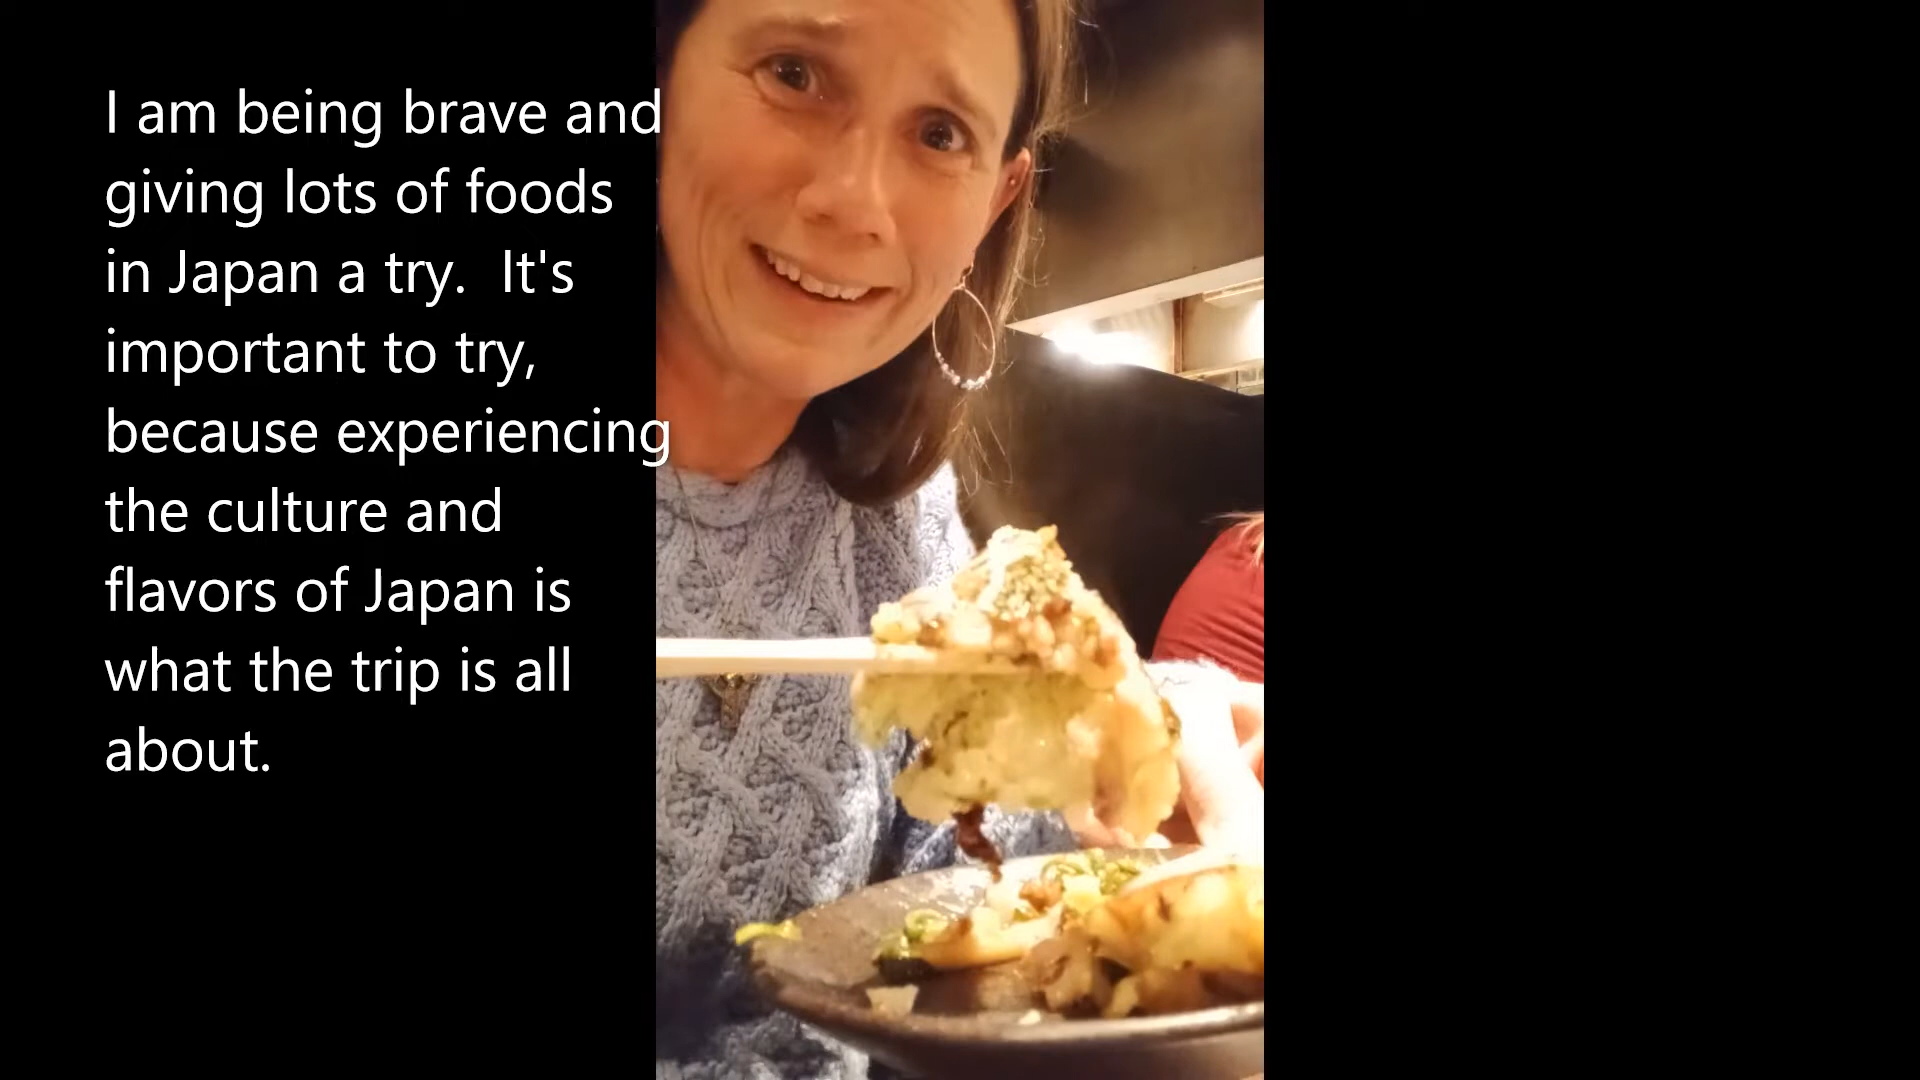 I am being brave and
giving lots of foods
in Japan a try.  It's
important to try,
because experiencing
the culture and
flavors of Japan is
what the trip is all
about.